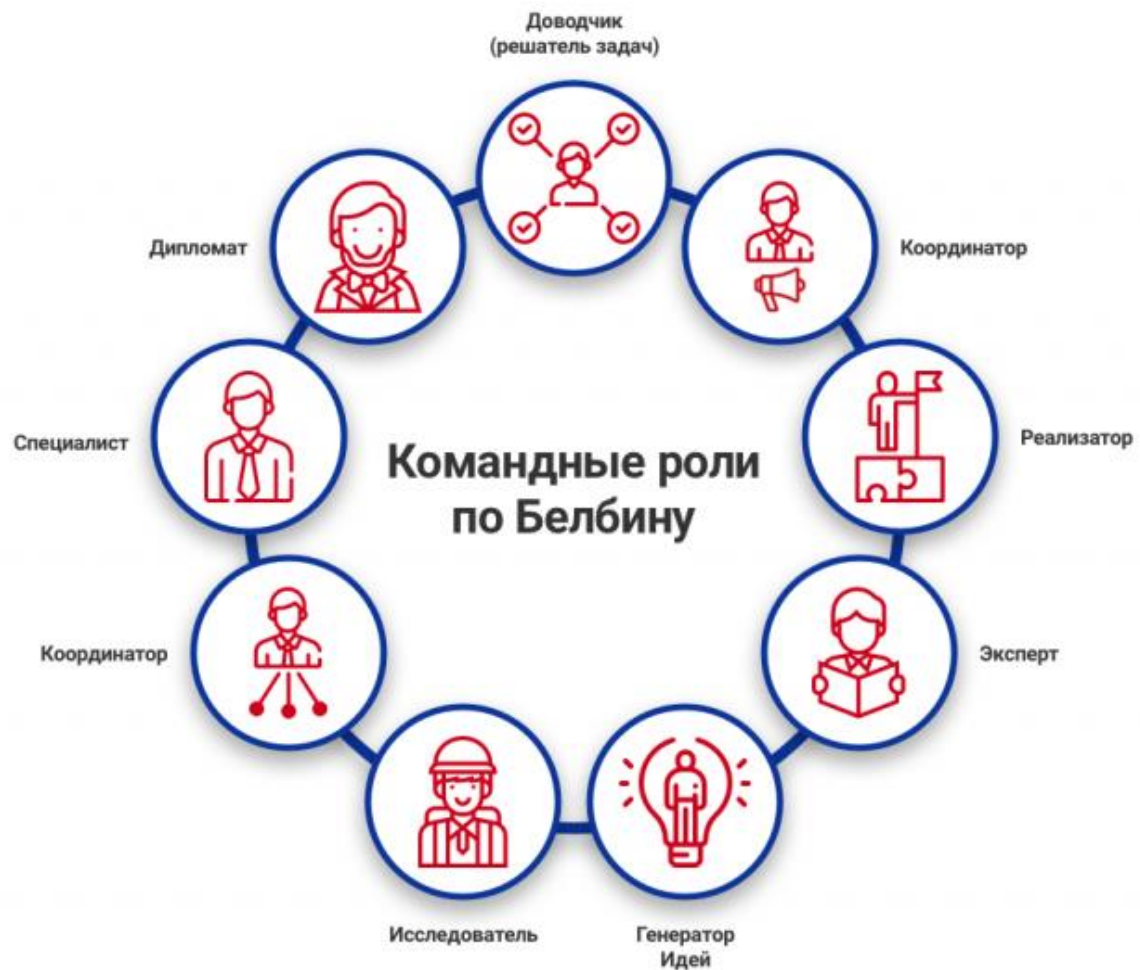 Доводчик
(решатель задач)
Дипломат
Координатор
Специалист
Реализатор
Командные роли
по Белбину
Координатор
Эксперт
Исследователь
Генератор
Идей